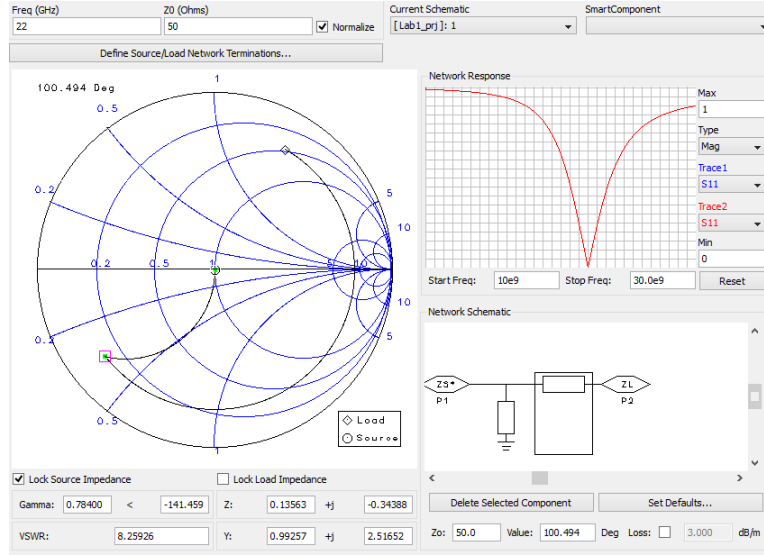 Freq (GHz) Z0 (Ohms) Current Schematic SmartComponent
22 50 Normalize [Lab1_prj]: 1
Define Source/Load Network Terminations...
Network Response
100.494 Deg
1
0.5
0.2
0.2 0.5 1 5 10
5
10
10
5
0.2
0.5
1
Load
Source
Max
1
Type
Mag
Trace1
S11
Trace2
S11
Min
0
Start Freq: 10e9 Stop Freq: 30.0e9 Reset
Network Schematic
ZS* ZL
P1 P2
Lock Source Impedance Lock Load Impedance
Gamma: 0.78400 < -141.459 Z: 0.13563 +j -0.34388
VSWR: 8.25926 Y: 0.99257 +j 2.51652
Delete Selected Component Set Defaults...
Zo: 50.0 Value: 100.494 Deg Loss: 3.000 dB/m